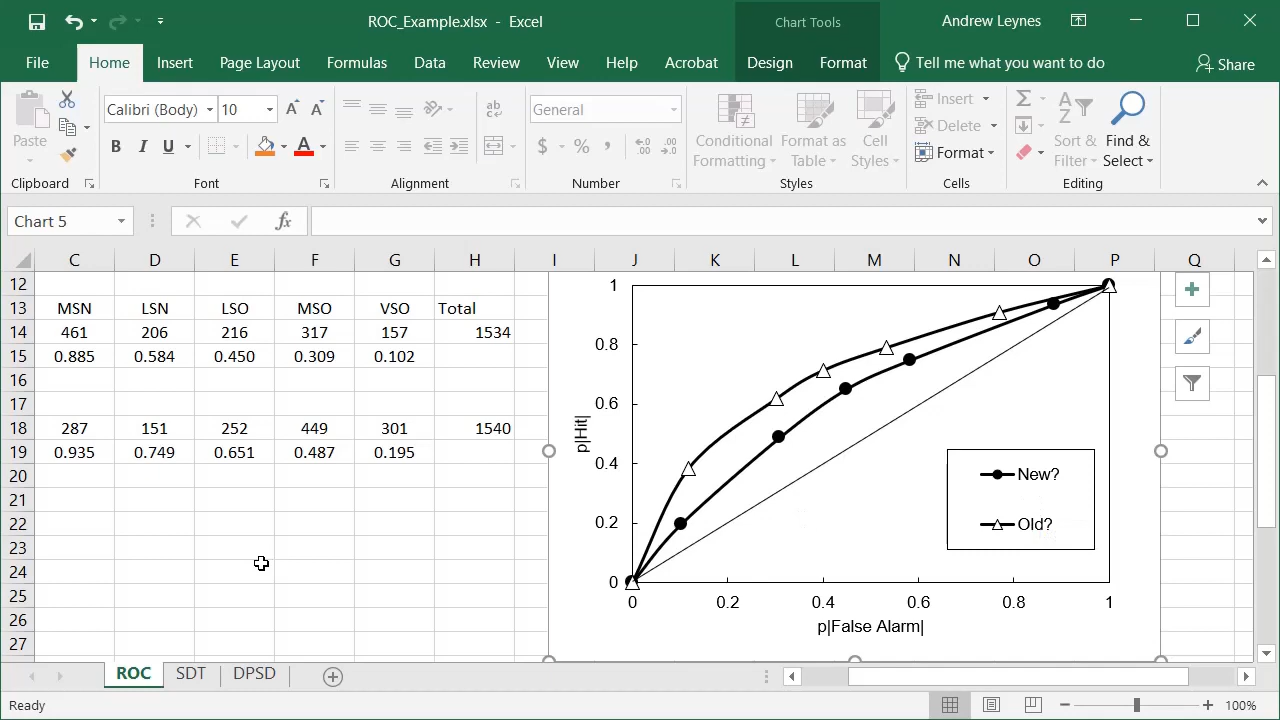 ROC_Example.xlsx - Excel
Chart Tools
Andrew Leynes
File Home Insert Page Layout Formulas Data Review View Help Acrobat Design Format Tell me what you want to do Share
Paste
Calibri (Body) 10 A A
ab
c
General
Conditional Formatting
Format as Table
Cell Styles
Insert
Delete
Format
Sort & Filter
Find & Select
B I U A
$ % , .00
Clipboard Font Alignment Number Styles Cells Editing
Chart 5 fx
C D E F G H I J K L M N O P Q
12
13 MSN LSN LSO MSO VSO Total
14 461 206 216 317 157 1534
15 0.885 0.584 0.450 0.309 0.102
16
17
18 287 151 252 449 301 1540
19 0.935 0.749 0.651 0.487 0.195
20
21
22
23
24
25
26
27
1
0.8
0.6
0.4
0.2
0
p|Hit|
New?
Old?
0 0.2 0.4 0.6 0.8 1
p|False Alarm|
ROC SDT DPSD
Ready 100%